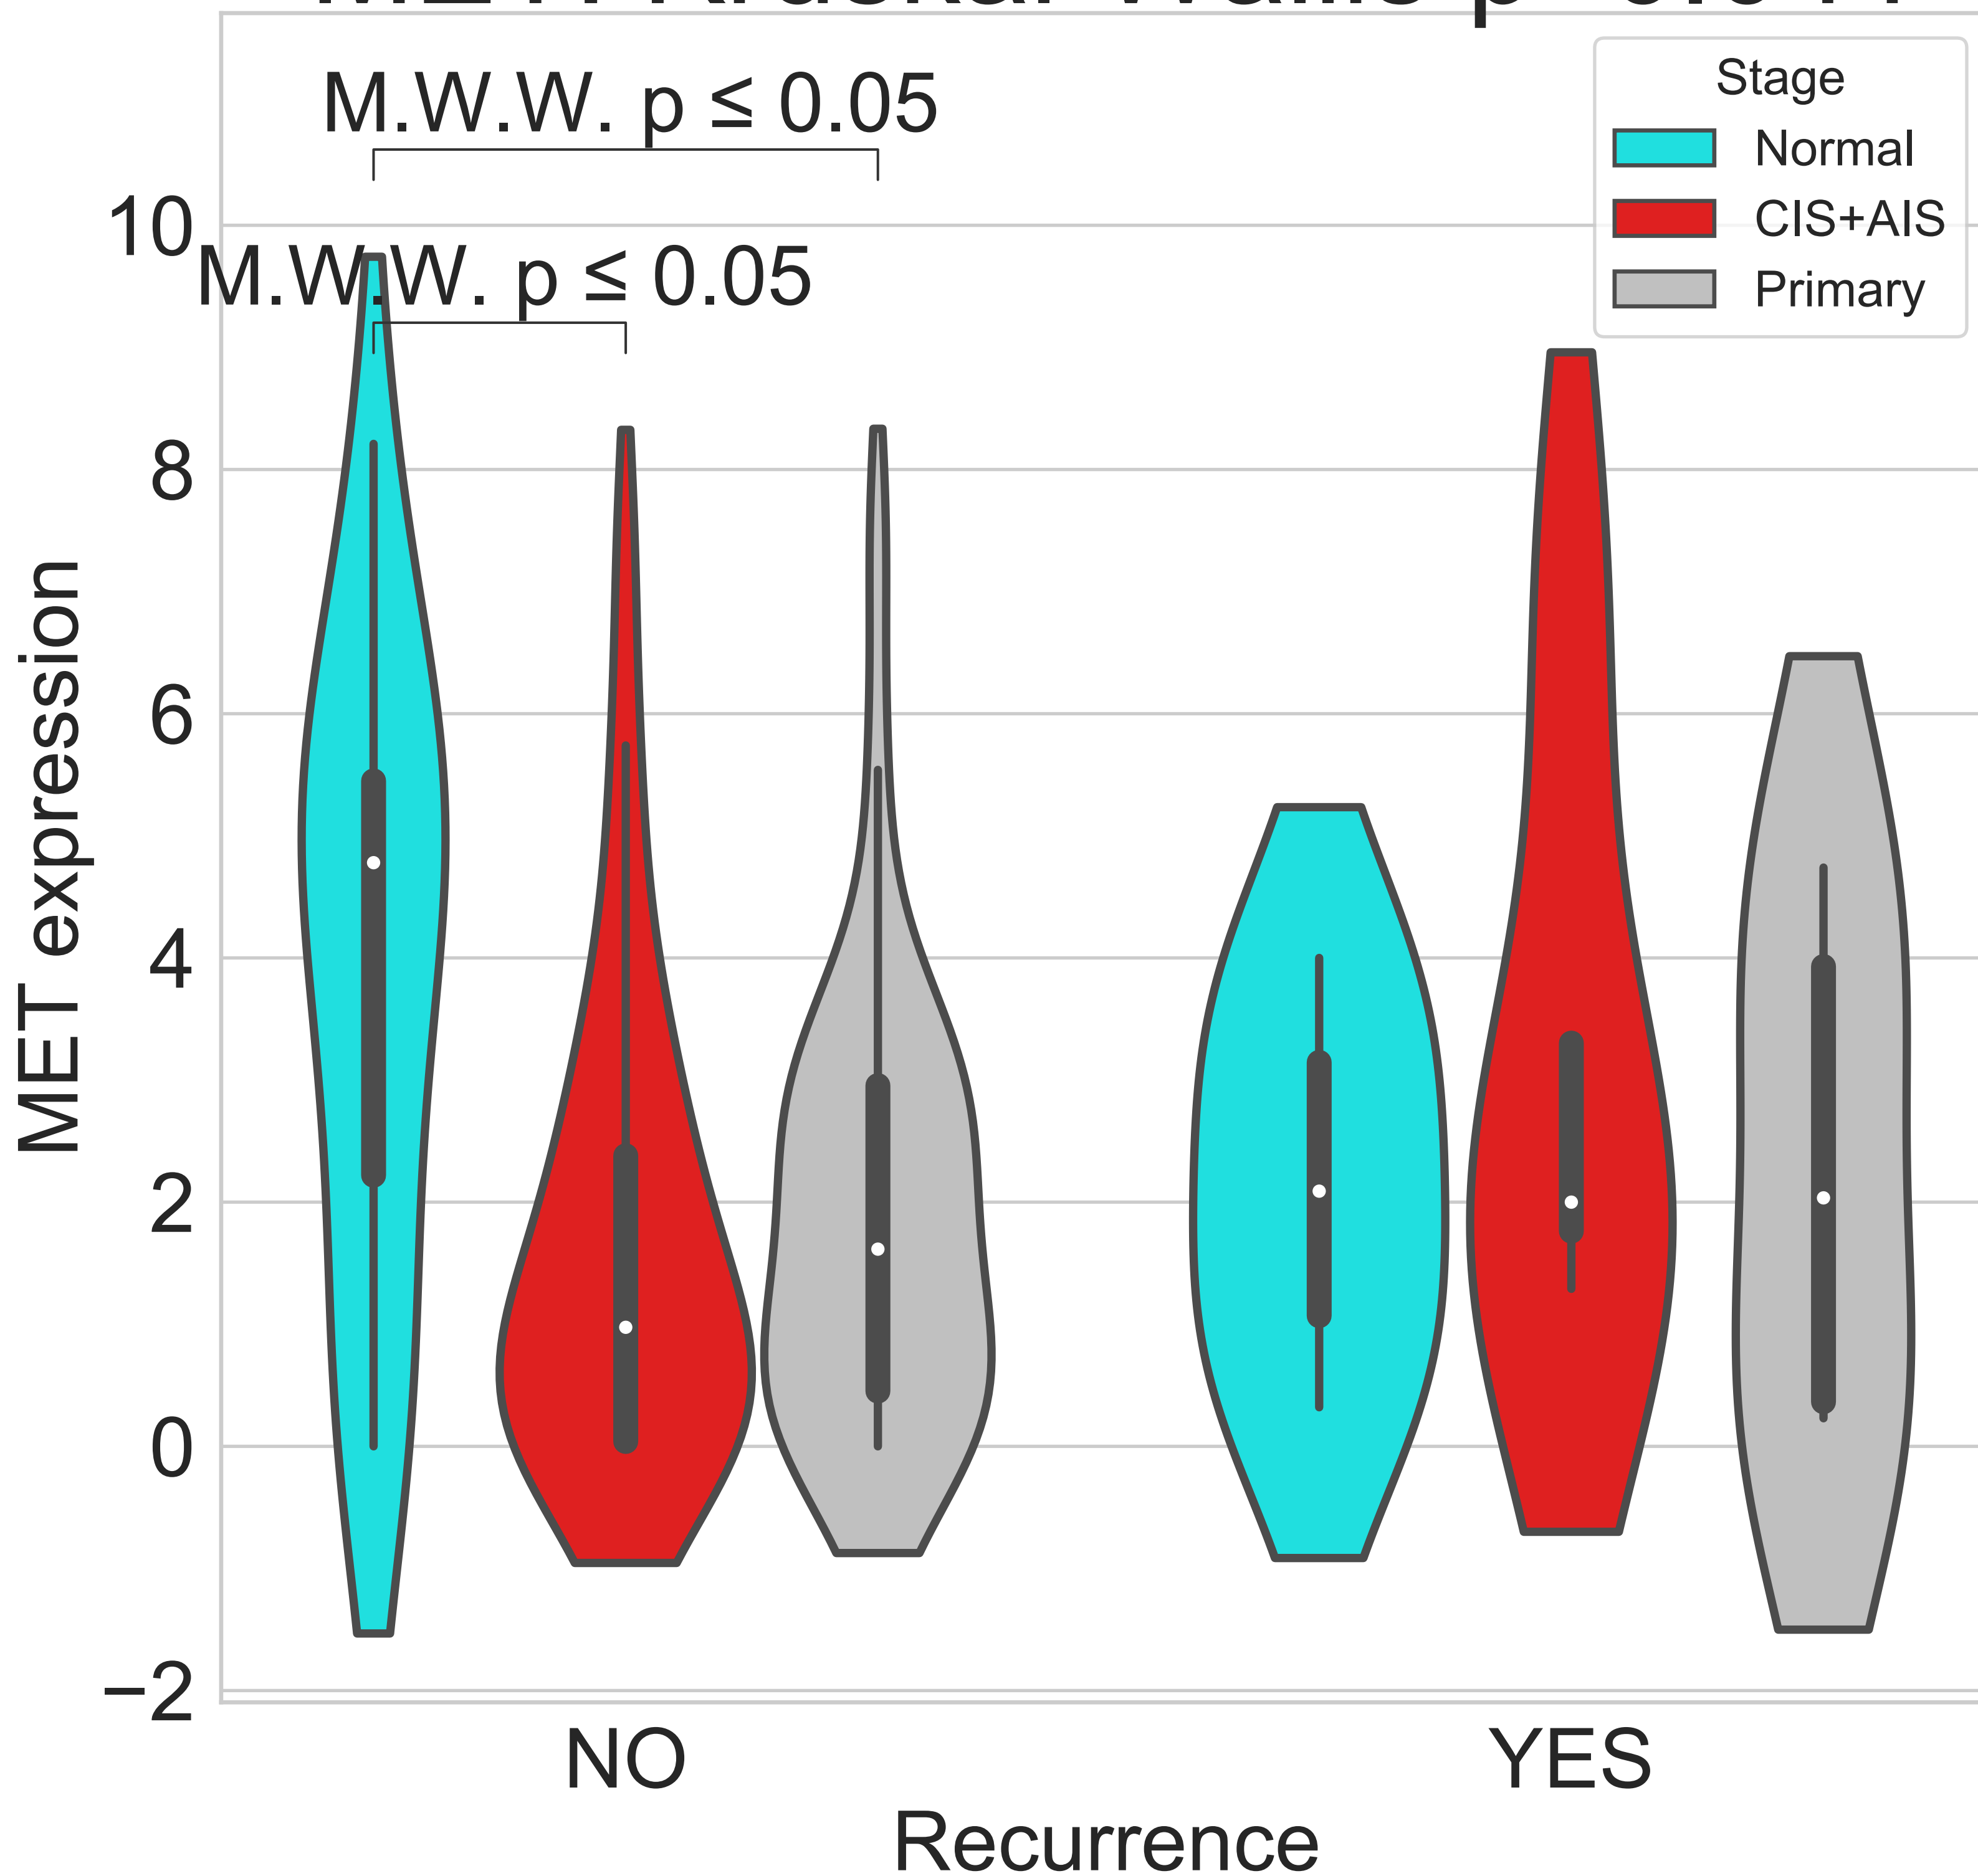 M.W.W. p ≤ 0.05
M.W.W. p ≤ 0.05
Stage
Normal
CIS+AIS
Primary
10
8
6
4
2
0
−2
MET expression
NO
YES
Recurrence